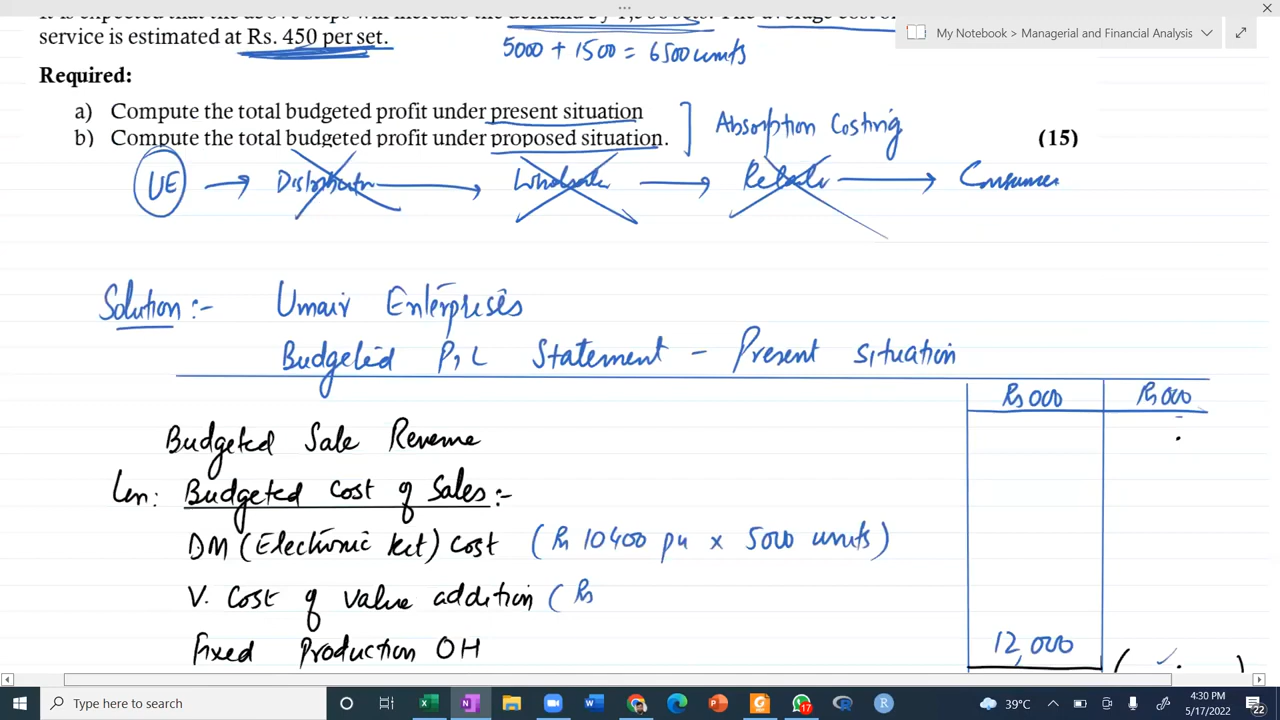 service is estimated at Rs. 450 per set.
5000 + 1500 = 6500 units
My Notebook > Managerial and Financial Analysis
Required:
a) Compute the total budgeted profit under present situation
b) Compute the total budgeted profit under proposed situation.
Absorption Costing
(15)
UE → Distributor → Wholesaler → Retailer → Consumer
Solution :- Umair Enterprises
Budgeted P, L Statement - Present situation
Rs 000 Rs 000
Budgeted Sale Revenue
Less: Budgeted Cost of Sales :-
DM (Electronic Ket) Cost (Rs 10400 pu × 5000 units)
V. Cost of value addition (Rs
Fixed Production OH 12,000 ( )
Type here to search
17
39°C
4:30 PM
5/17/2022
22